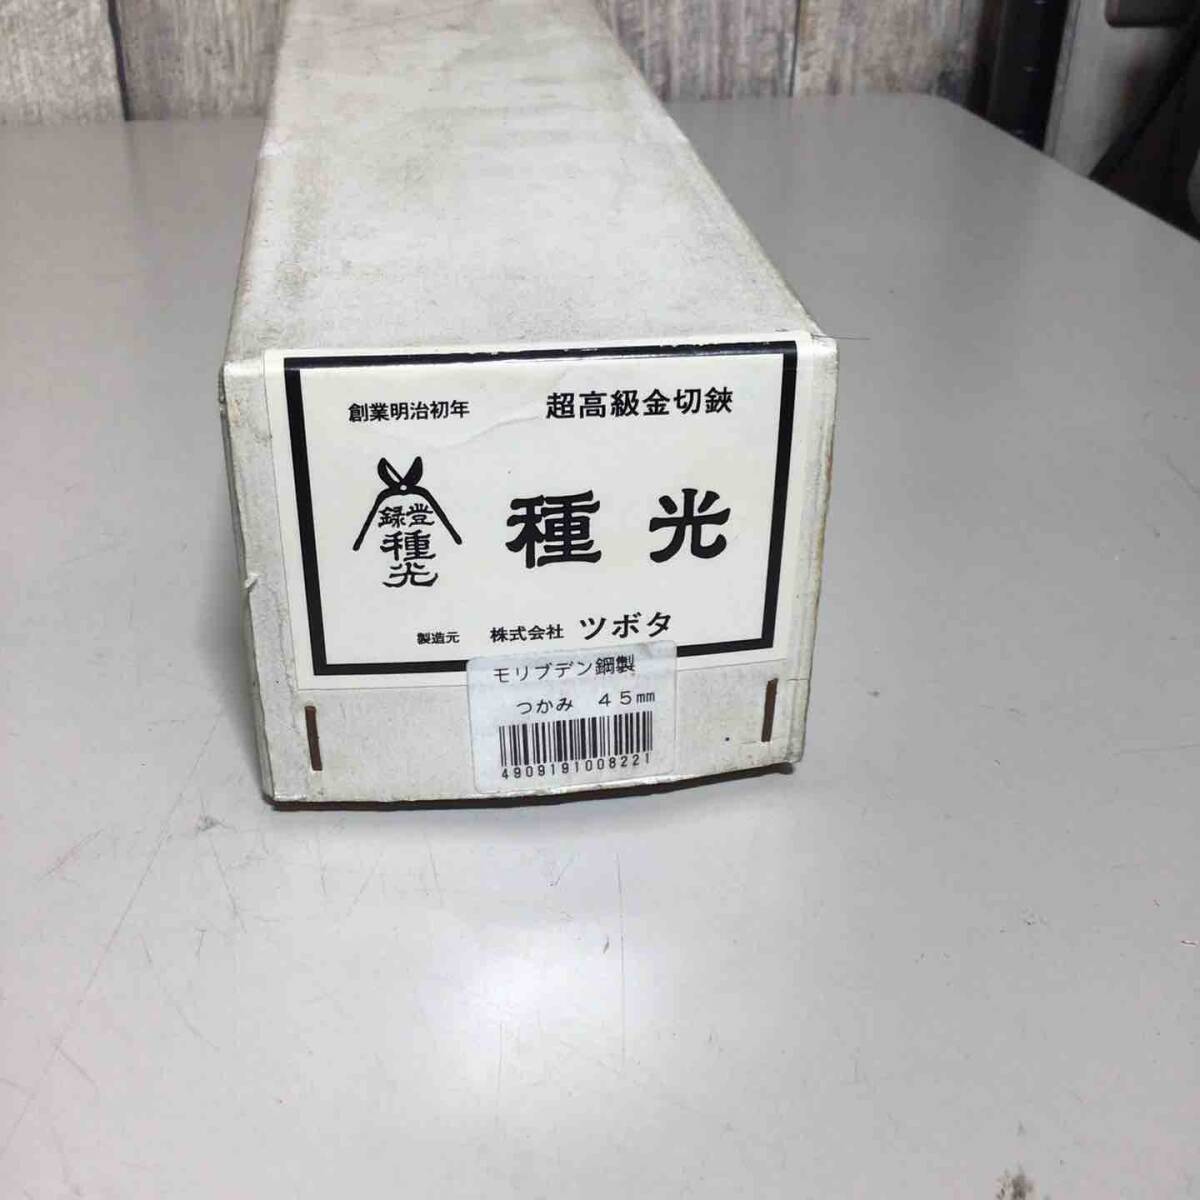 創業明治初年 超高級金切鋏
登録
種光
種光
製造元 株式会社 ツボタ
モリブデン鋼製
つかみ 45mm
4909191008221